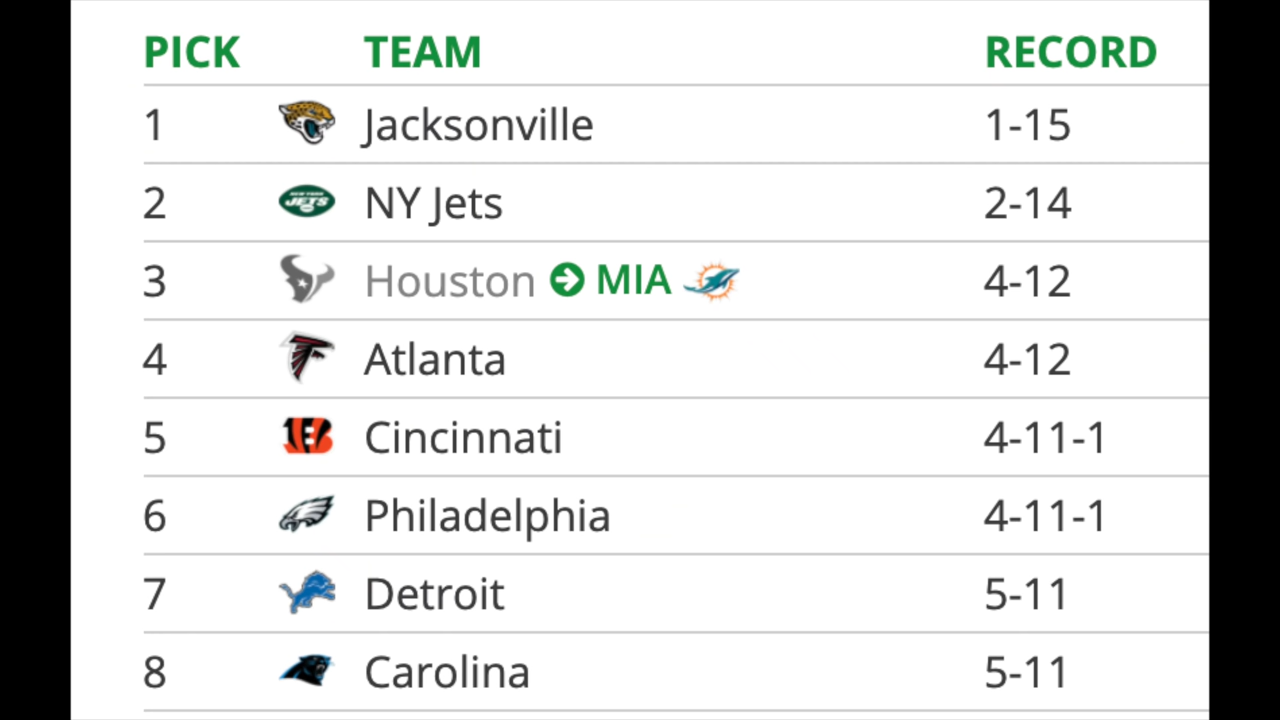 PICK TEAM RECORD
1 Jacksonville 1-15
2 NY Jets 2-14
3 Houston MIA 4-12
4 Atlanta 4-12
5 Cincinnati 4-11-1
6 Philadelphia 4-11-1
7 Detroit 5-11
8 Carolina 5-11